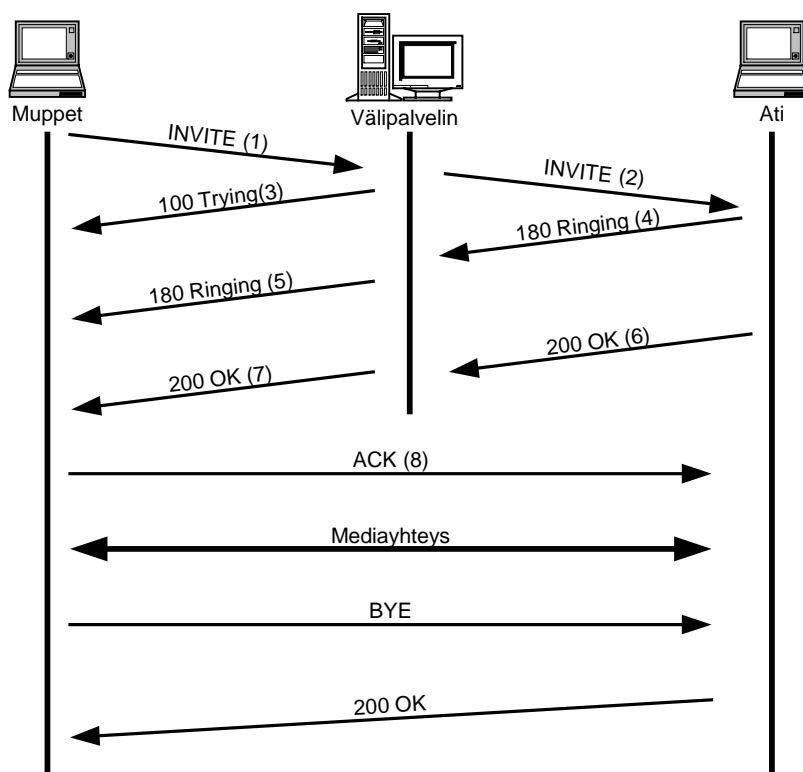 Muppet
Välipalvelin
Ati
INVITE (1)
INVITE (2)
100 Trying(3)
180 Ringing (4)
180 Ringing (5)
200 OK (6)
200 OK (7)
ACK (8)
Mediayhteys
BYE
200 OK